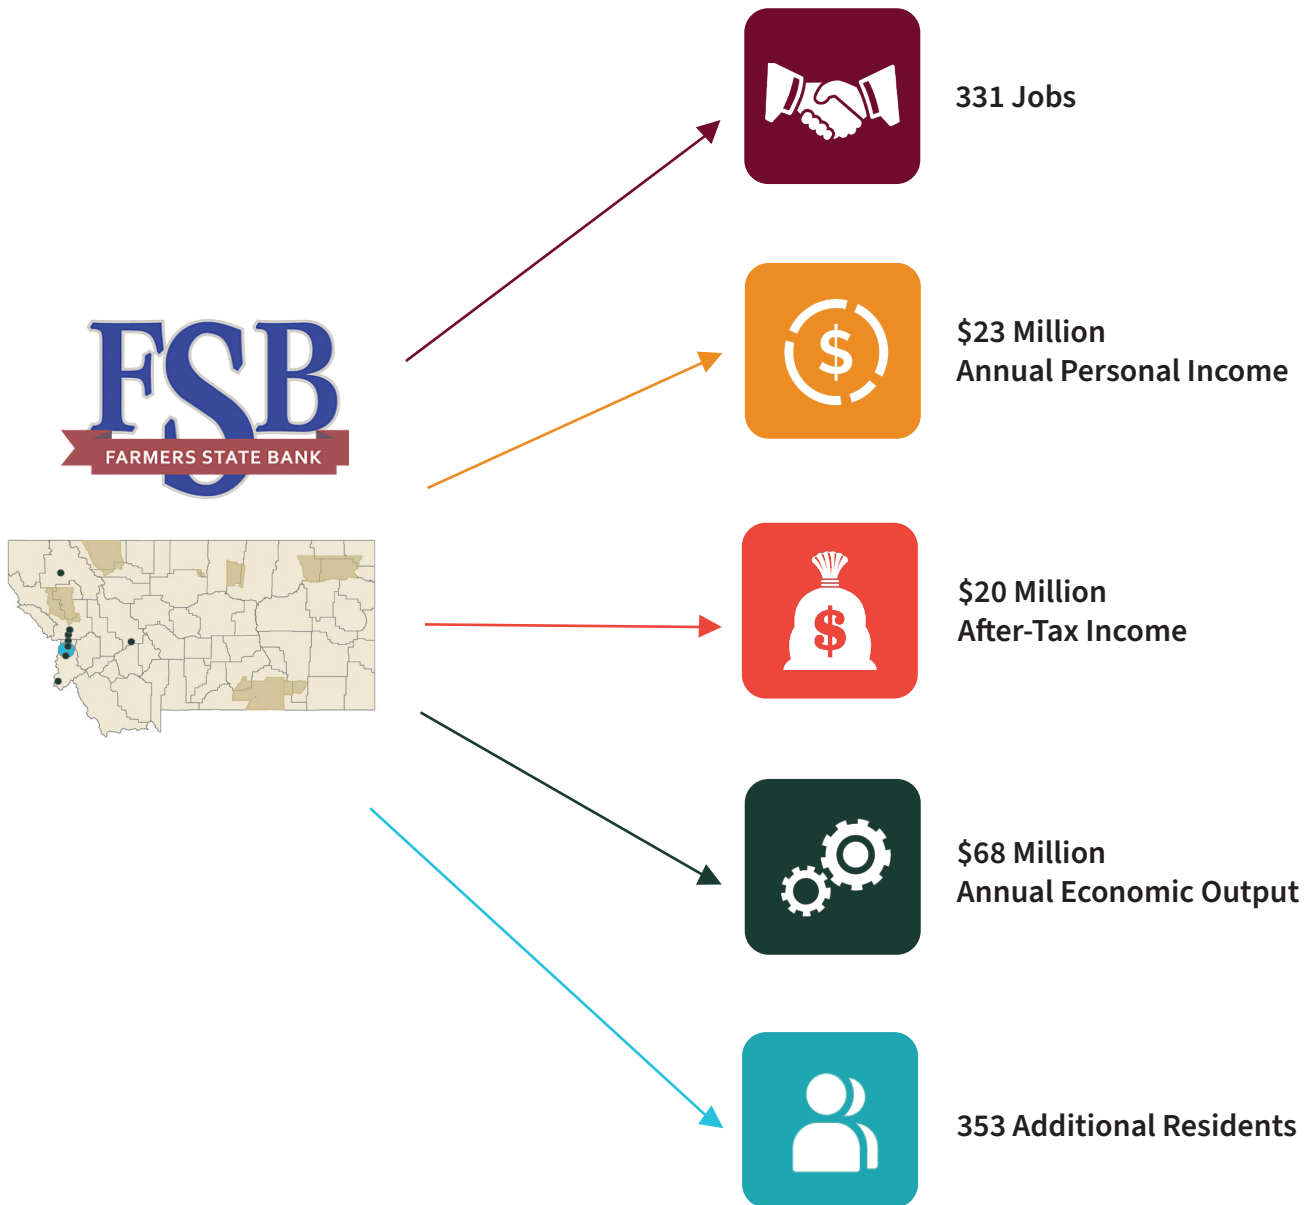 331 Jobs
$23 Million
Annual Personal Income
FSB
FARMERS STATE BANK
$20 Million
After-Tax Income
$68 Million
Annual Economic Output
353 Additional Residents